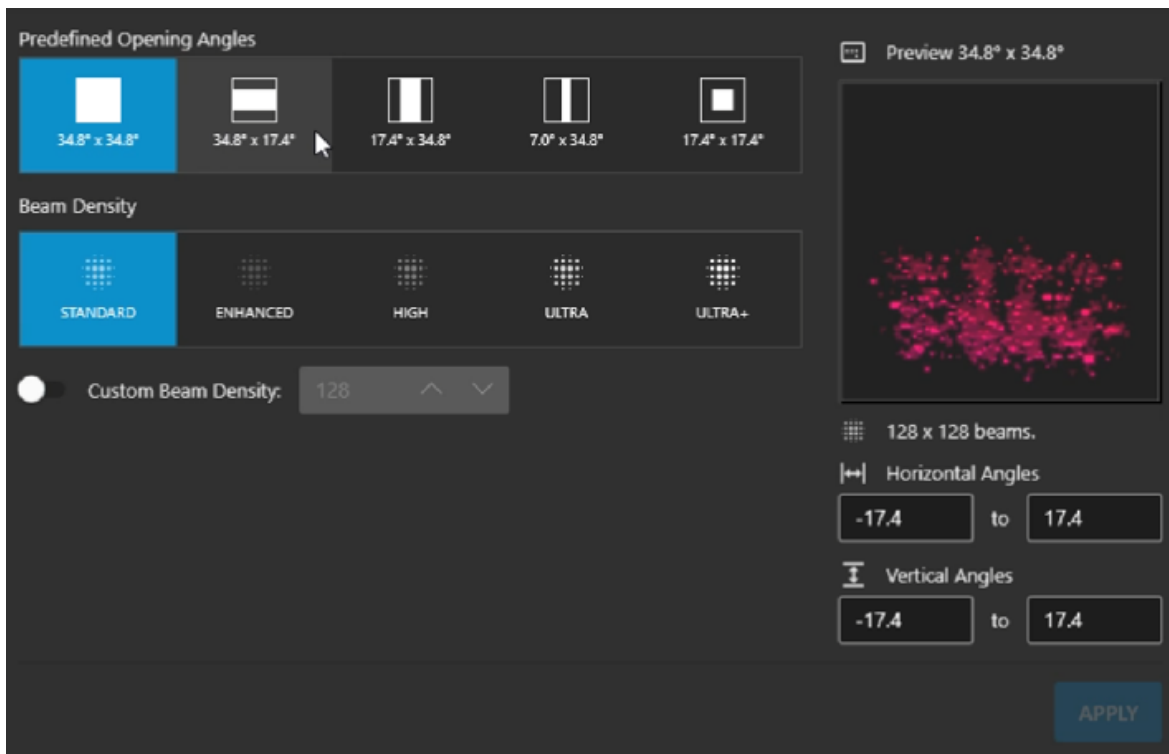 Predefined Opening Angles
34.8° x 34.8°
34.8° x 17.4°
17.4° x 34.8°
7.0° x 34.8°
17.4° x 17.4°
Beam Density
STANDARD
ENHANCED
HIGH
ULTRA
ULTRA+
Custom Beam Density:
128
Preview 34.8° x 34.8°
128 x 128 beams.
Horizontal Angles
-17.4 to 17.4
Vertical Angles
-17.4 to 17.4
APPLY